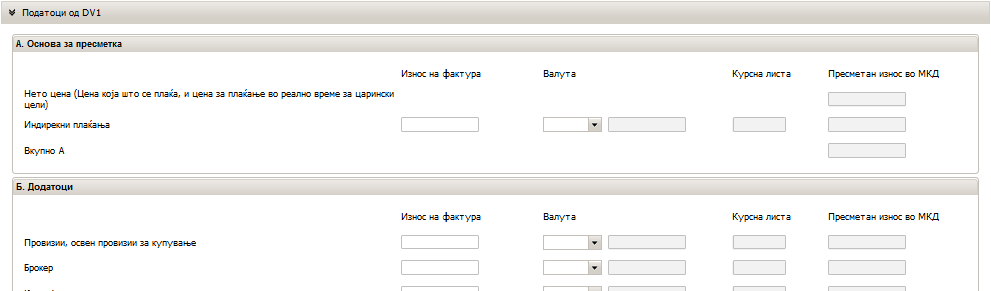 Податоци од DV1
А. Основа за пресметка
Износ на фактура Валута Курсна листа Пресметан износ во МКД
Нето цена (Цена која што се плаќа, и цена за плаќање во реално време за царински
цели)
Индирекни плаќања
Вкупно А
Б. Додатоци
Износ на фактура Валута Курсна листа Пресметан износ во МКД
Провизии, освен провизии за купување
Брокер